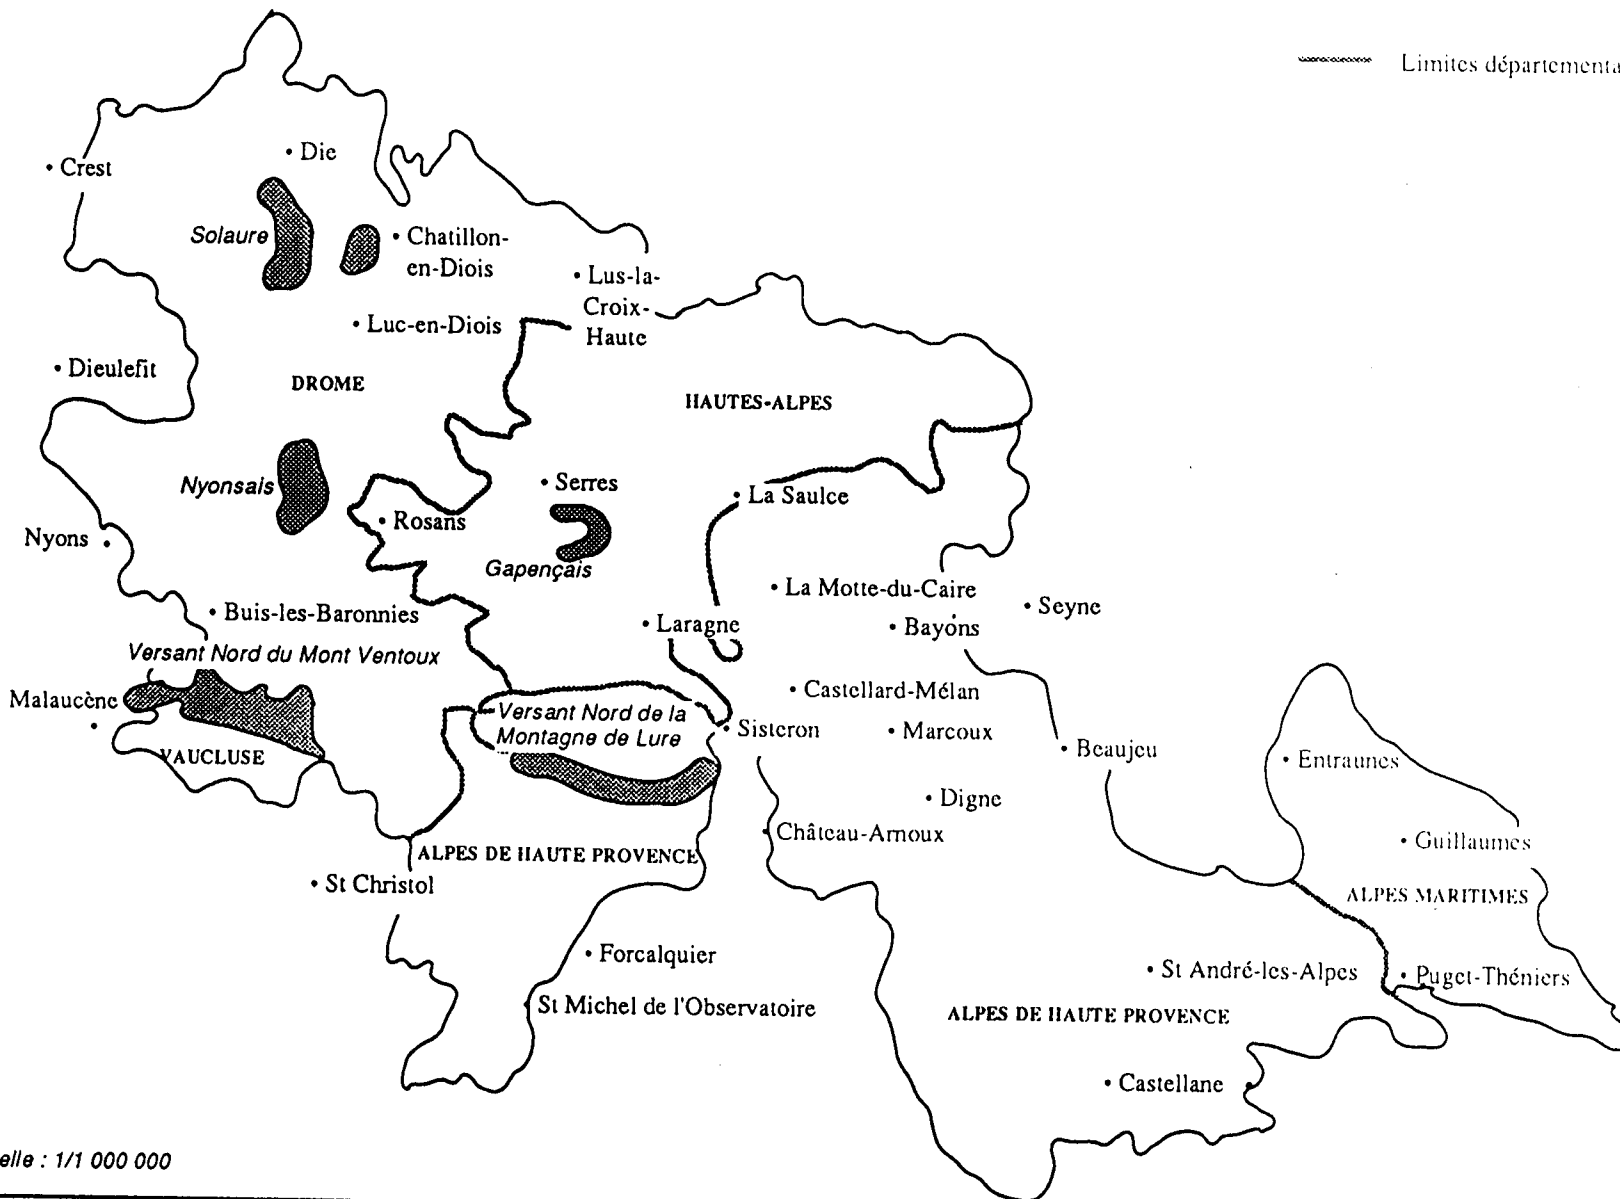 Limites départementa
• Crest
• Die
Solaure
• Chatillon-
en-Diois
• Lus-la-
Croix-
Haute
• Luc-en-Diois
• Dieulefit
DROME
HAUTES-ALPES
Nyonsais
• Serres
• La Saulce
• Rosans
Nyons •
Gapençais
• La Motte-du-Caire
• Seyne
• Buis-les-Baronnies
• Laragne
• Bayons
Versant Nord du Mont Ventoux
Malaucène
• Castellard-Mélan
Versant Nord de la
Montagne de Lure
• Sisteron
• Marcoux
• Beaujeu
VAUCLUSE
• Entraunes
• Digne
• Château-Arnoux
• Guillaumes
ALPES DE HAUTE PROVENCE
• St Christol
ALPES MARITIMES
• Forcalquier
• St André-les-Alpes
• Puget-Théniers
St Michel de l'Observatoire
ALPES DE HAUTE PROVENCE
• Castellane
elle : 1/1 000 000